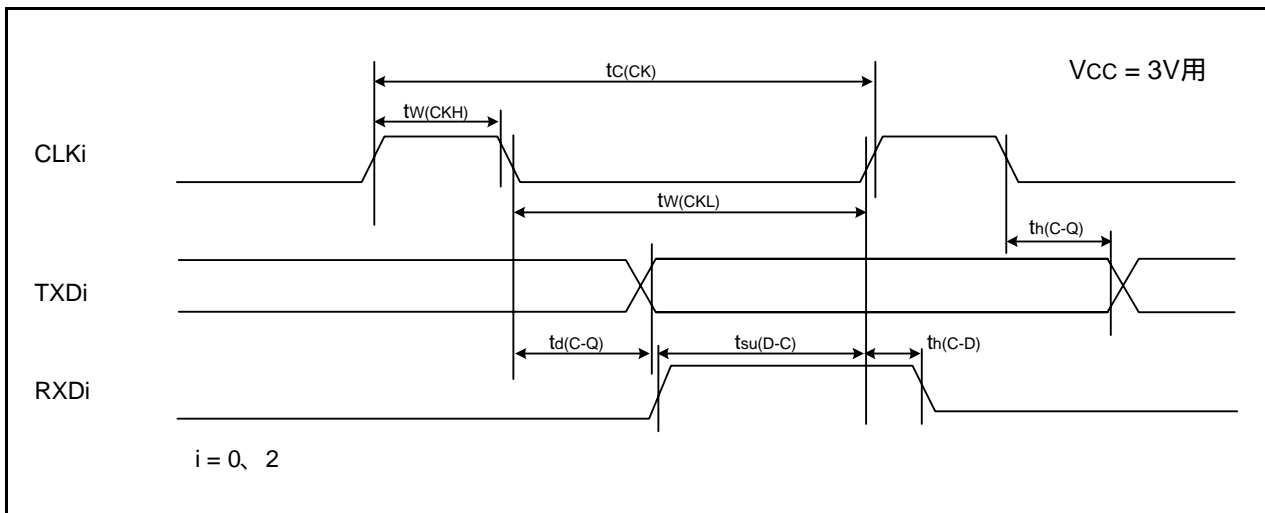 tC(CK)
VCC = 3V用
tW(CKH)
CLKi
tW(CKL)
th(C-Q)
TXDi
td(C-Q)
tsu(D-C)
th(C-D)
RXDi
i = 0、2